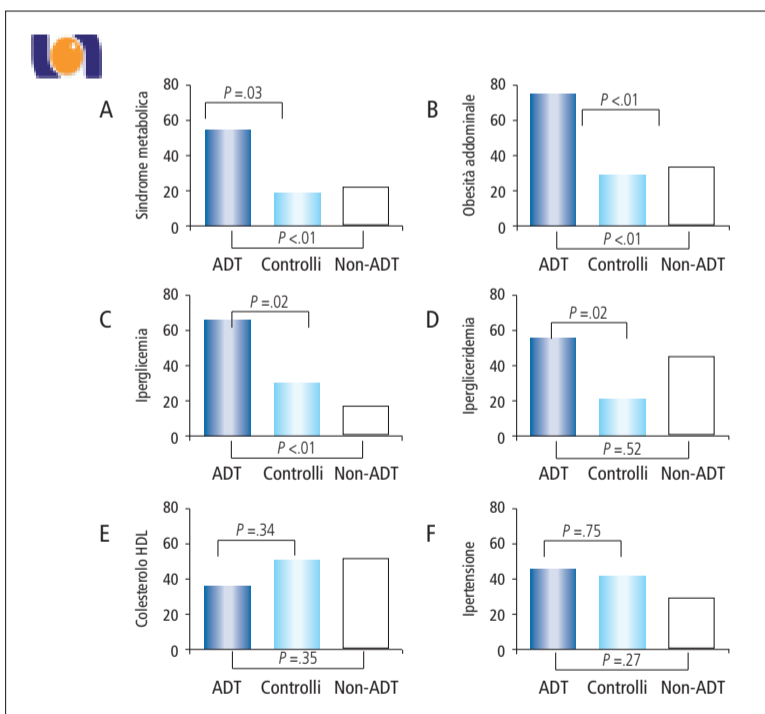 A
Sindrome metabolica
80
60
40
20
0
P =.03
P <.01
ADT Controlli Non-ADT
B
Obesità addominale
80
60
40
20
0
P <.01
P <.01
ADT Controlli Non-ADT
C
Iperglicemia
80
60
40
20
0
P =.02
P <.01
ADT Controlli Non-ADT
D
Ipergliceridemia
80
60
40
20
0
P =.02
P =.52
ADT Controlli Non-ADT
E
Colesterolo HDL
80
60
40
20
0
P =.34
P =.35
ADT Controlli Non-ADT
F
Ipertensione
80
60
40
20
0
P =.75
P =.27
ADT Controlli Non-ADT